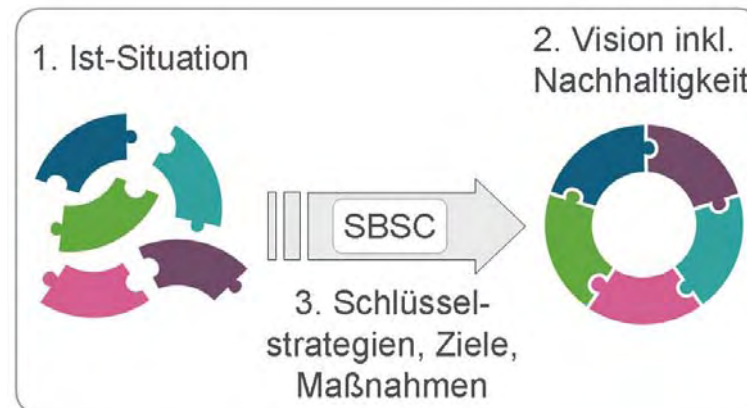 1. Ist-Situation
2. Vision inkl.
Nachhaltigkeit
SBSC
3. Schlüssel-
strategien, Ziele,
Maßnahmen